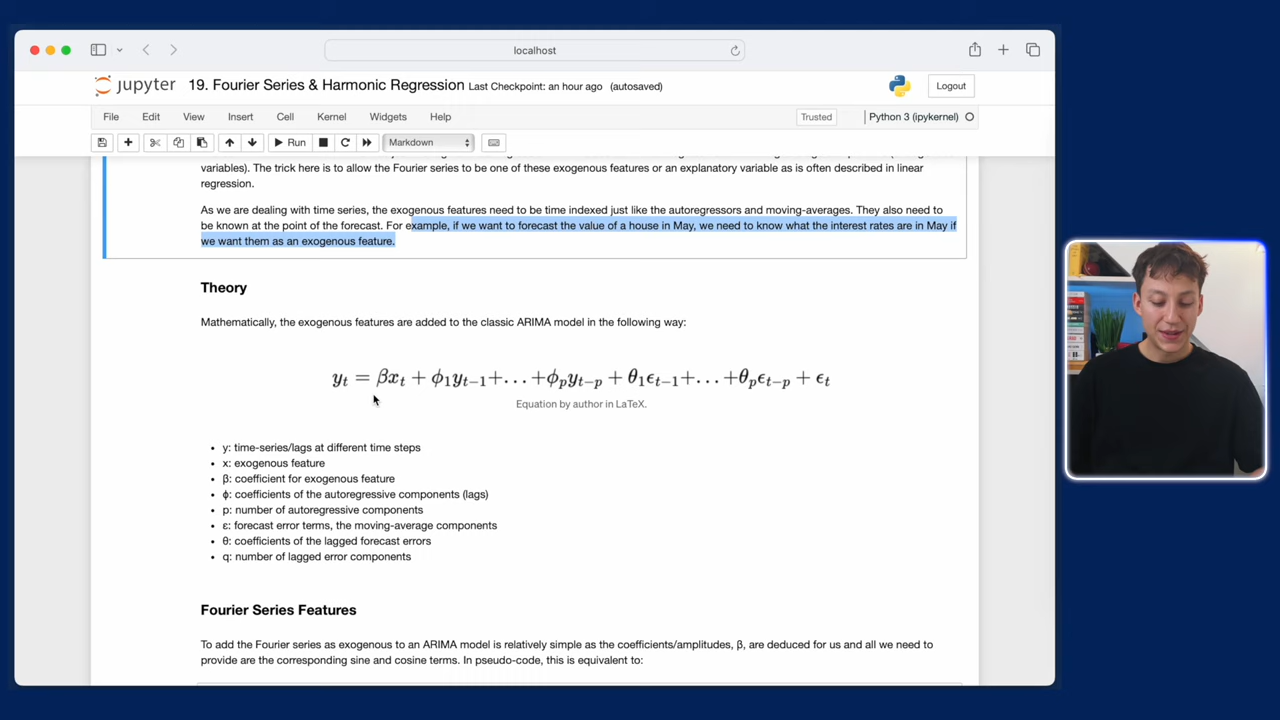 localhost
jupyter 19. Fourier Series & Harmonic Regression Last Checkpoint: an hour ago (autosaved)
Logout
File Edit View Insert Cell Kernel Widgets Help
Trusted
Python 3 (ipykernel)
Run
Markdown
variables). The trick here is to allow the Fourier series to be one of these exogenous features or an explanatory variable as is often described in linear
regression.
As we are dealing with time series, the exogenous features need to be time indexed just like the autoregressors and moving-averages. They also need to
be known at the point of the forecast. For example, if we want to forecast the value of a house in May, we need to know what the interest rates are in May if
we want them as an exogenous feature.
Theory
Mathematically, the exogenous features are added to the classic ARIMA model in the following way:
yₜ = βxₜ + ϕ₁yₜ₋₁+…+ϕₚyₜ₋ₚ + θ₁ϵₜ₋₁+…+θₚϵₜ₋ₚ + ϵₜ
Equation by author in LaTeX.
• y: time-series/lags at different time steps
• x: exogenous feature
• β: coefficient for exogenous feature
• ϕ: coefficients of the autoregressive components (lags)
• p: number of autoregressive components
• ε: forecast error terms, the moving-average components
• θ: coefficients of the lagged forecast errors
• q: number of lagged error components
Fourier Series Features
To add the Fourier series as exogenous to an ARIMA model is relatively simple as the coefficients/amplitudes, β, are deduced for us and all we need to
provide are the corresponding sine and cosine terms. In pseudo-code, this is equivalent to: